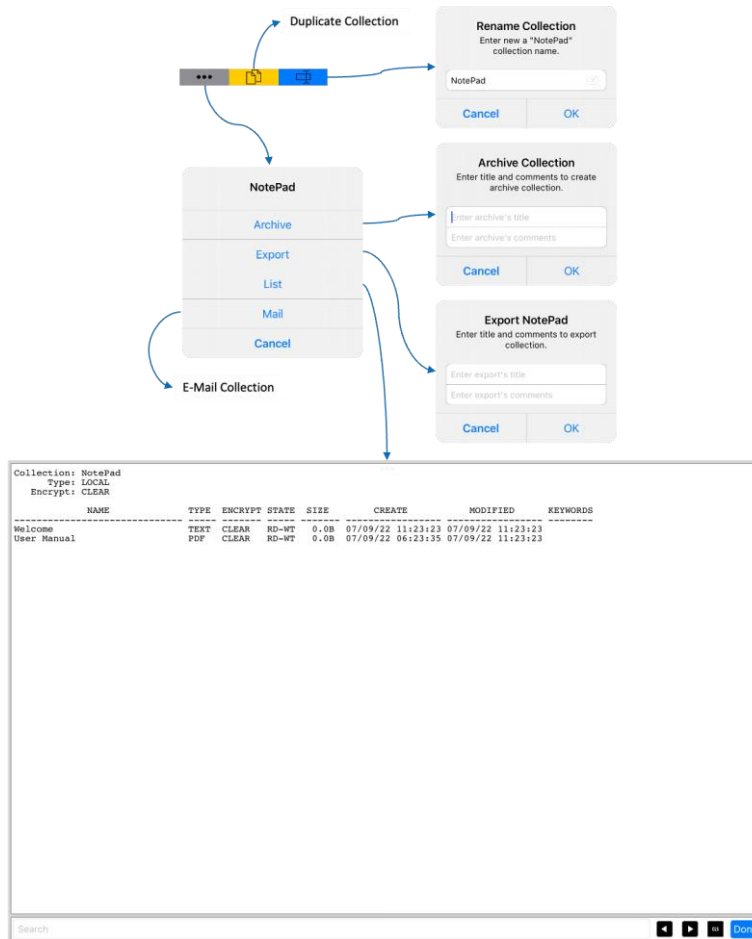 Duplicate Collection
Rename Collection
Enter new a "NotePad"
collection name.
NotePad
Cancel OK
Archive Collection
Enter title and comments to create
archive collection.
Enter archive's title
Enter archive's comments
Cancel OK
NotePad
Archive
Export
List
Mail
Cancel
E-Mail Collection
Export NotePad
Enter title and comments to export
collection.
Enter export's title
Enter export's comments
Cancel OK
Collection: NotePad
Type: LOCAL
Encrypt: CLEAR
NAME TYPE ENCRYPT STATE SIZE CREATE MODIFIED KEYWORDS
Welcome TEXT CLEAR RD-WT 0.0B 07/09/22 11:23:23 07/09/22 11:23:23
User Manual PDF CLEAR RD-WT 0.0B 07/09/22 06:23:35 07/09/22 11:23:23
Search